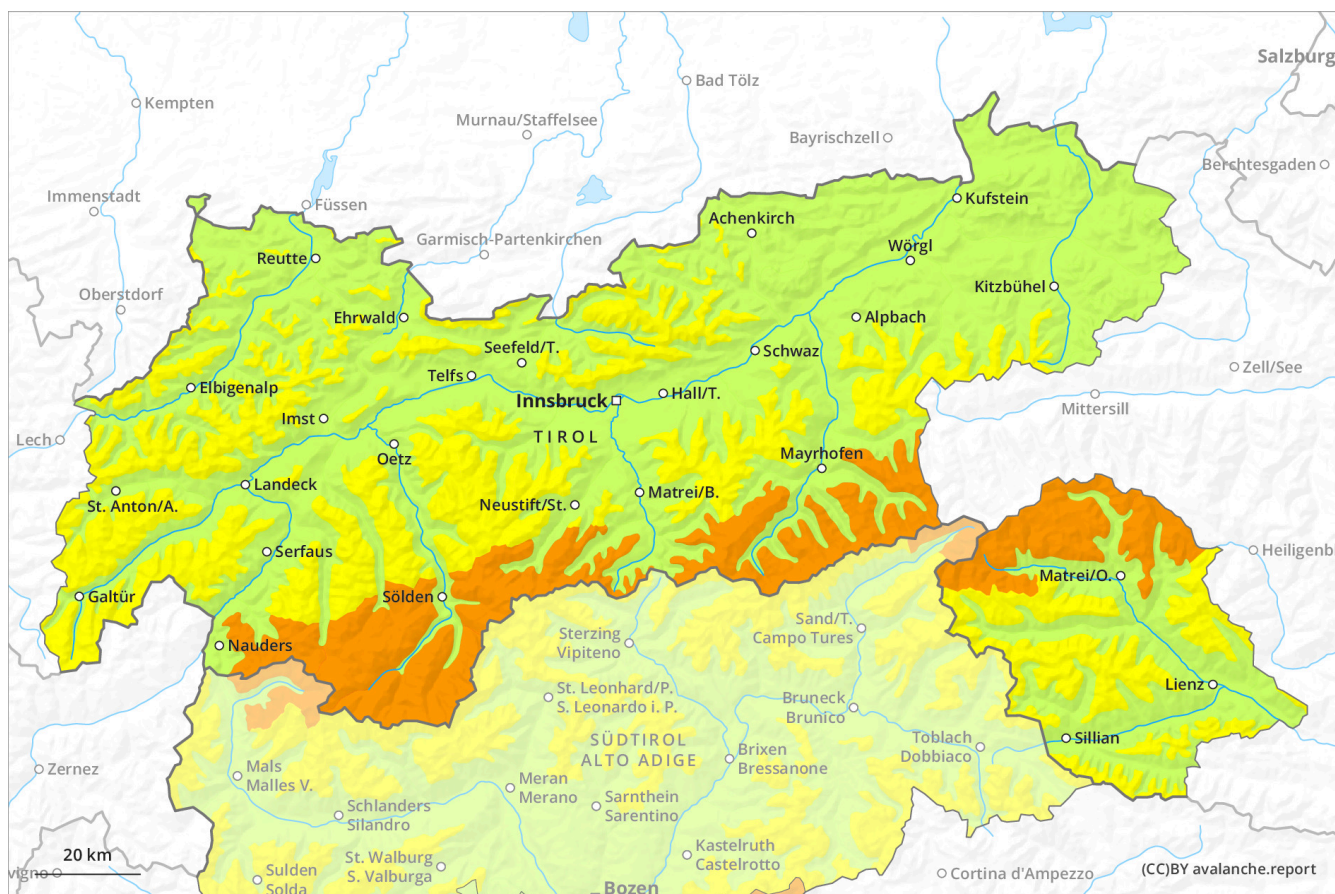 Salzburg
Bad Tölz
Kempten
Murnau/Staffelsee
Bayrischzell
Berchtesgaden
Immenstadt
Füssen
Kufstein
Achenkirch
Garmisch-Partenkirchen
Wörgl
Reutte
Kitzbühel
Oberstdorf
Ehrwald
Alpbach
Seefeld/T.
Schwaz
Zell/See
Telfs
Elbigenalp
Hall/T.
Innsbruck
Mittersill
Imst
TIROL
Lech
Oetz
Mayrhofen
Landeck
Matrei/B.
St. Anton/A.
Neustift/St.
Serfaus
Heiligenb
Matrei/O.
Galtür
Sölden
Sand/T.
Campo Tures
Sterzing
Vipiteno
Nauders
Lienz
St. Leonhard/P.
S. Leonardo i. P.
Bruneck
Brunico
SÜDTIROL
ALTO ADIGE
Toblach
Dobbiaco
Sillian
Brixen
Bressanone
Zernez
Mals
Malles V.
Meran
Merano
Sarnthein
Sarentino
Schlanders
Silandro
Kastelruth
Castelrotto
20 km
St. Walburg
S. Valburga
vigno
Sulden
Solda
Cortina d'Ampezzo
(CC)BY avalanche.report
Bozen